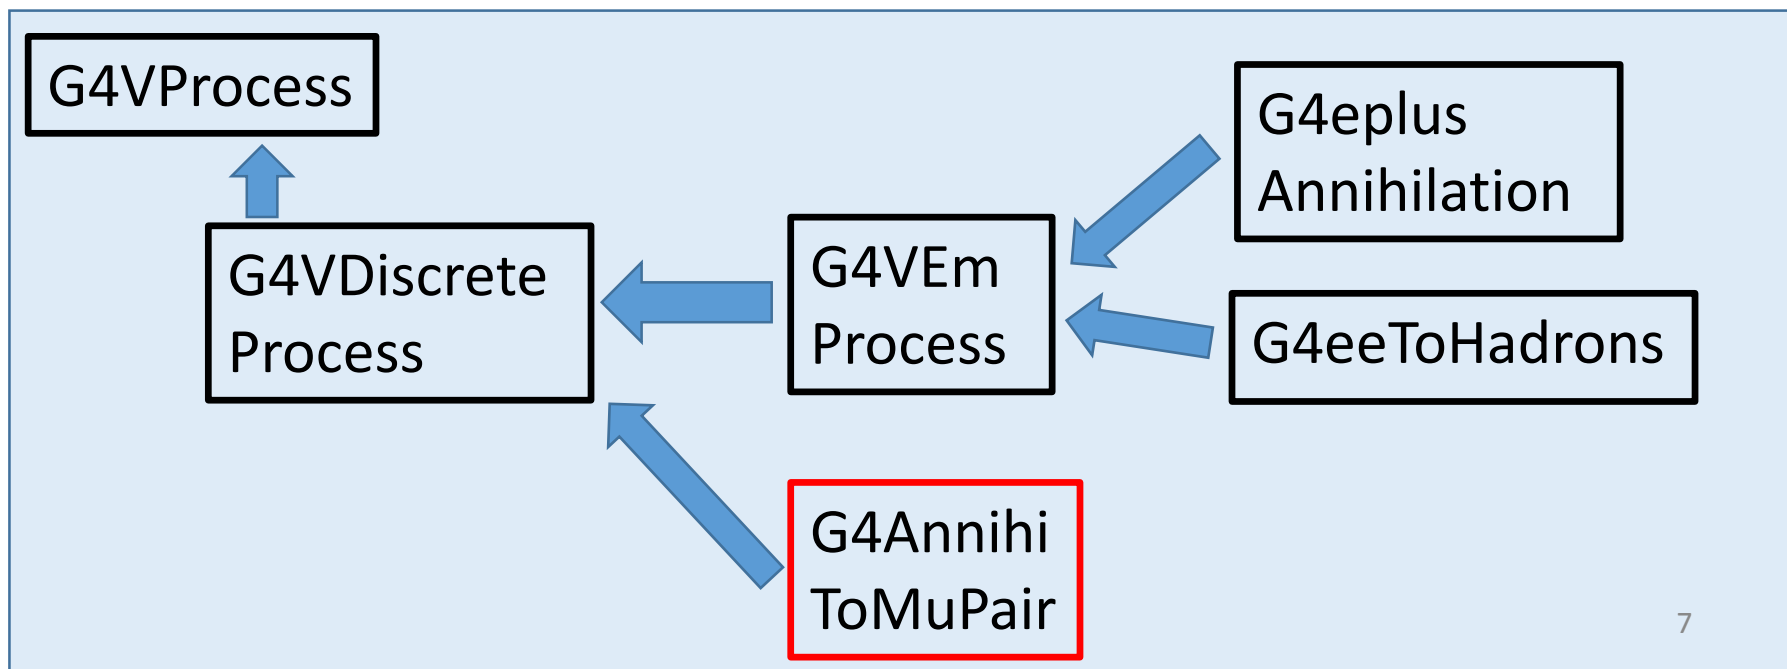 G4VProcess
G4VDiscrete
Process
G4VEm
Process
G4eplus
Annihilation
G4eeToHadrons
G4Annihi
ToMuPair
7